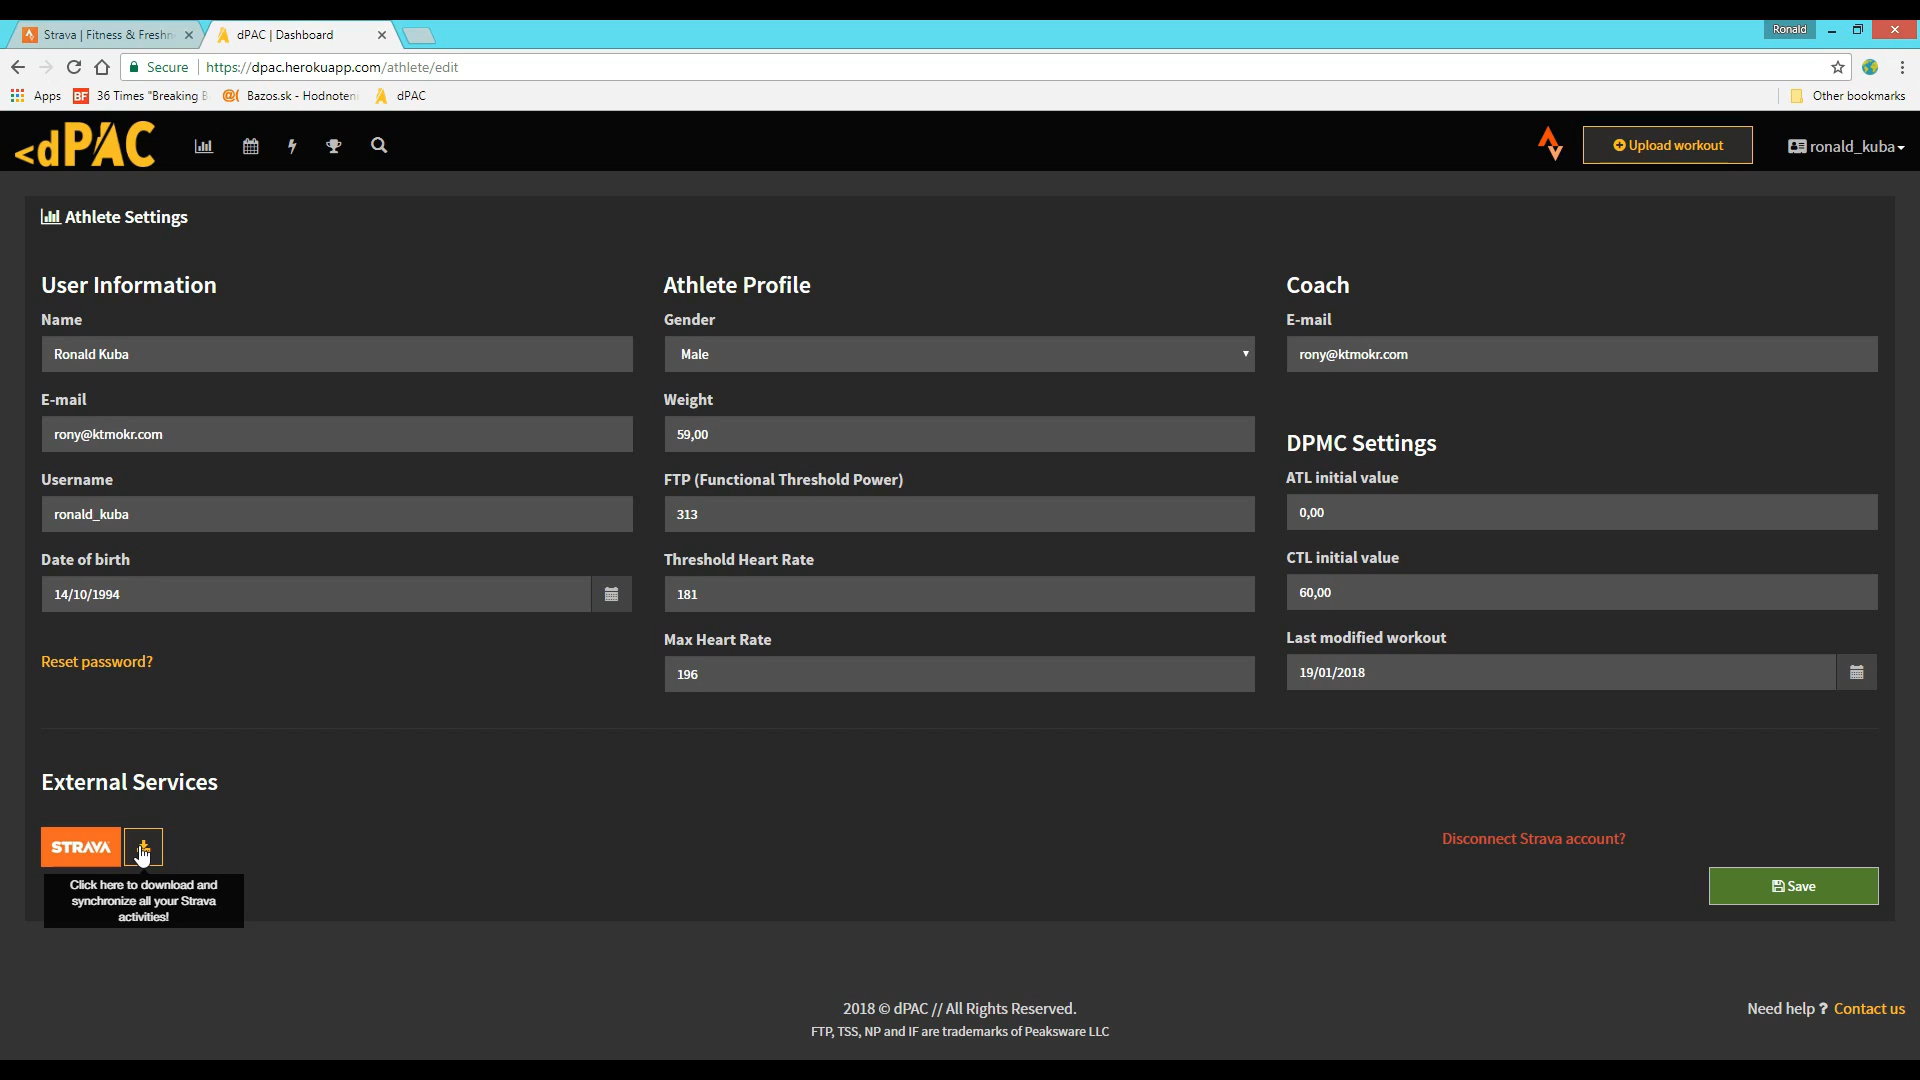 Strava | Fitness & Freshn
dPAC | Dashboard
Ronald
Secure
https://dpac.herokuapp.com/athlete/edit
Apps
BF
36 Times "Breaking B
Bazos.sk - Hodnoten
dPAC
Other bookmarks
<dPAC
Upload workout
ronald_kuba
Athlete Settings
User Information
Name
Ronald Kuba
E-mail
rony@ktmokr.com
Username
ronald_kuba
Date of birth
14/10/1994
Reset password?
Athlete Profile
Gender
Male
Weight
59,00
FTP (Functional Threshold Power)
313
Threshold Heart Rate
181
Max Heart Rate
196
Coach
E-mail
rony@ktmokr.com
DPMC Settings
ATL initial value
0,00
CTL initial value
60,00
Last modified workout
19/01/2018
External Services
STRAVA
Click here to download and
synchronize all your Strava
activities!
Disconnect Strava account?
Save
2018 © dPAC // All Rights Reserved.
FTP, TSS, NP and IF are trademarks of Peaksware LLC
Need help ? Contact us